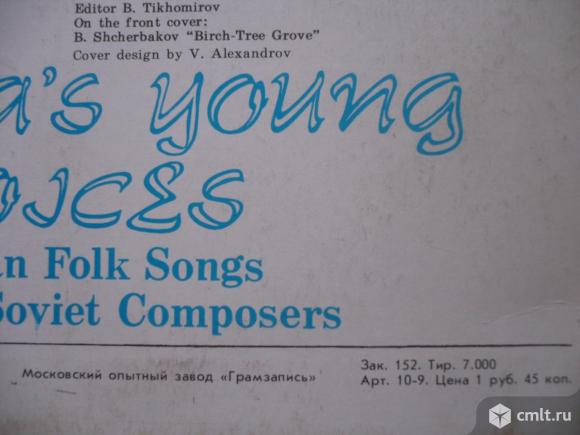 Editor B. Tikhomirov
On the front cover:
B. Shcherbakov “Birch-Tree Grove”
Cover design by V. Alexandrov
a's young
oices
an Folk Songs
Soviet Composers
Московский опытный завод «Грамзапись»
Зак. 152. Тир. 7.000
Арт. 10-9. Цена 1 руб. 45 коп.
cmlt.ru